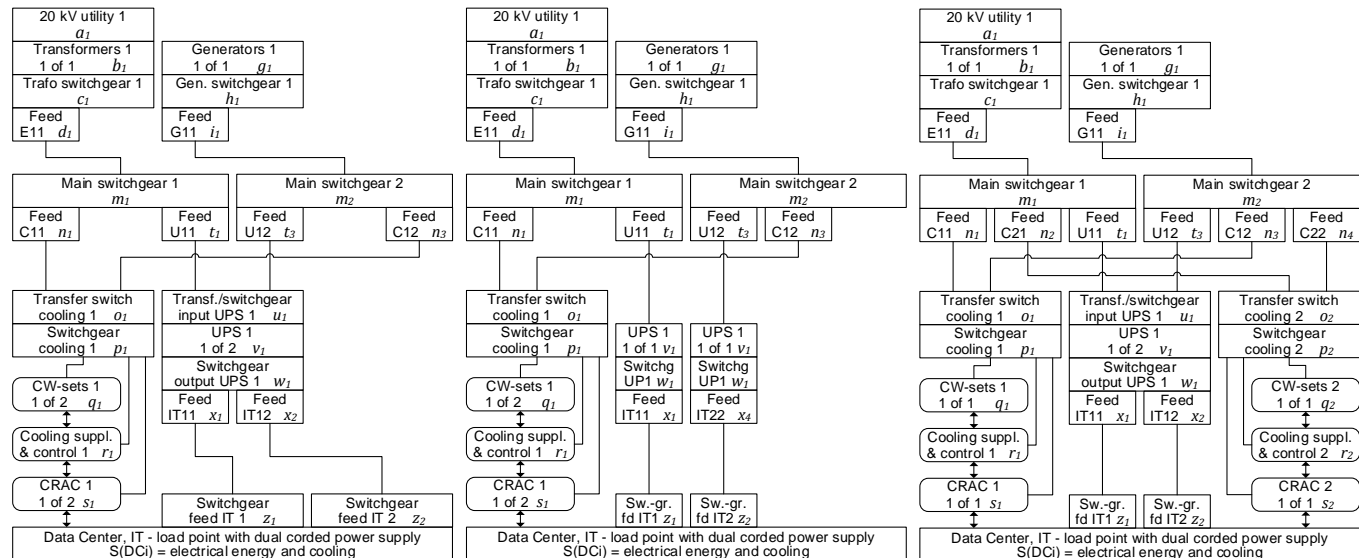 20 kV utility 1
a1
Transformers 1
1 of 1 b1
Trafo switchgear 1
c1
Feed
E11 d1
Generators 1
1 of 1 g1
Gen. switchgear 1
h1
Feed
G11 i1
Main switchgear 1
m1
Main switchgear 2
m2
Feed
C11 n1
Feed
U11 t1
Feed
U12 t3
Feed
C12 n3
Transfer switch
cooling 1 o1
Switchgear
cooling 1 p1
Transf./switchgear
input UPS 1 u1
UPS 1
1 of 2 v1
Switchgear
output UPS 1 w1
Feed
IT11 x1
Feed
IT12 x2
CW-sets 1
1 of 2 q1
Cooling suppl.
& control 1 r1
CRAC 1
1 of 2 s1
Switchgear
feed IT 1 z1
Switchgear
feed IT 2 z2
Data Center, IT - load point with dual corded power supply
S(DCi) = electrical energy and cooling
20 kV utility 1
a1
Transformers 1
1 of 1 b1
Trafo switchgear 1
c1
Feed
E11 d1
Generators 1
1 of 1 g1
Gen. switchgear 1
h1
Feed
G11 i1
Main switchgear 1
m1
Main switchgear 2
m2
Feed
C11 n1
Feed
U11 t1
Feed
U12 t3
Feed
C12 n3
Transfer switch
cooling 1 o1
Switchgear
cooling 1 p1
UPS 1
1 of 1 v1
Switchg
UP1 w1
Feed
IT11 x1
UPS 1
1 of 1 v1
Switchg
UP1 w1
Feed
IT22 x4
CW-sets 1
1 of 2 q1
Cooling suppl.
& control 1 r1
CRAC 1
1 of 2 s1
Sw.-gr.
fd IT1 z1
Sw.-gr.
fd IT2 z2
Data Center, IT - load point with dual corded power supply
S(DCi) = electrical energy and cooling
20 kV utility 1
a1
Transformers 1
1 of 1 b1
Trafo switchgear 1
c1
Feed
E11 d1
Generators 1
1 of 1 g1
Gen. switchgear 1
h1
Feed
G11 i1
Main switchgear 1
m1
Main switchgear 2
m2
Feed
C11 n1
Feed
C21 n2
Feed
U11 t1
Feed
U12 t3
Feed
C12 n3
Feed
C22 n4
Transfer switch
cooling 1 o1
Switchgear
cooling 1 p1
Transf./switchgear
input UPS 1 u1
UPS 1
1 of 2 v1
Switchgear
output UPS 1 w1
Feed
IT11 x1
Feed
IT12 x2
Transfer switch
cooling 2 o2
Switchgear
cooling 2 p2
CW-sets 1
1 of 1 q1
Cooling suppl.
& control 1 r1
CRAC 1
1 of 1 s1
CW-sets 2
1 of 1 q2
Cooling suppl.
& control 2 r2
CRAC 2
1 of 1 s2
Sw.-gr.
fd IT1 z1
Sw.-gr.
fd IT2 z2
Data Center, IT - load point with dual corded power supply
S(DCi) = electrical energy and cooling